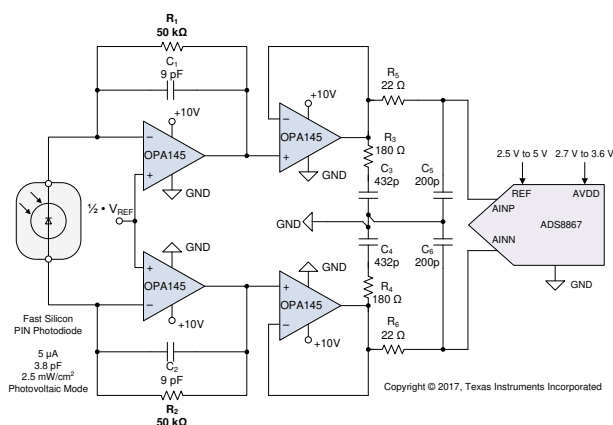 R1
50 kΩ
C1
9 pF
+10V
OPA145
GND
+10V
OPA145
GND
R5
22 Ω
R3
180 Ω
C3
432p
C5
200p
2.5 V to 5 V
2.7 V to 3.6 V
REF
AVDD
AINP
ADS8867
AINN
GND
½ • VREF
GND
C4
432p
C6
200p
R4
180 Ω
GND
OPA145
+10V
GND
OPA145
+10V
R6
22 Ω
Fast Silicon
PIN Photodiode
5 µA
3.8 pF
2.5 mW/cm²
Photovoltaic Mode
C2
9 pF
R2
50 kΩ
Copyright © 2017, Texas Instruments Incorporated